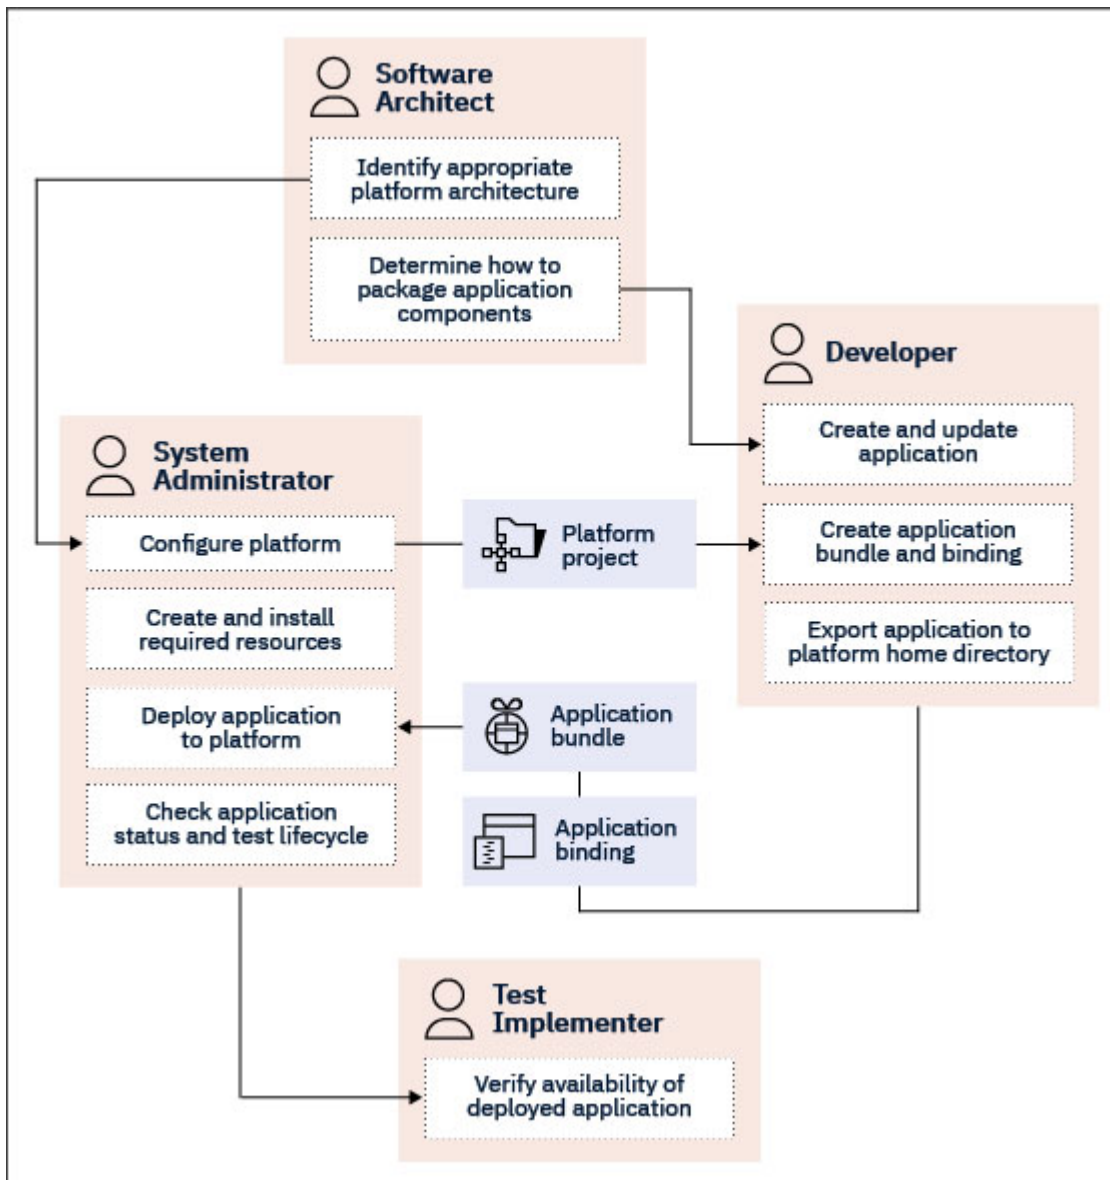 Software
Architect
Identify appropriate
platform architecture
Determine how to
package application
components
Developer
Create and update
application
Create application
bundle and binding
Export application to
platform home directory
System
Administrator
Configure platform
Create and install
required resources
Deploy application
to platform
Check application
status and test lifecycle
Platform
project
Application
bundle
Application
binding
Test
Implementer
Verify availability of
deployed application